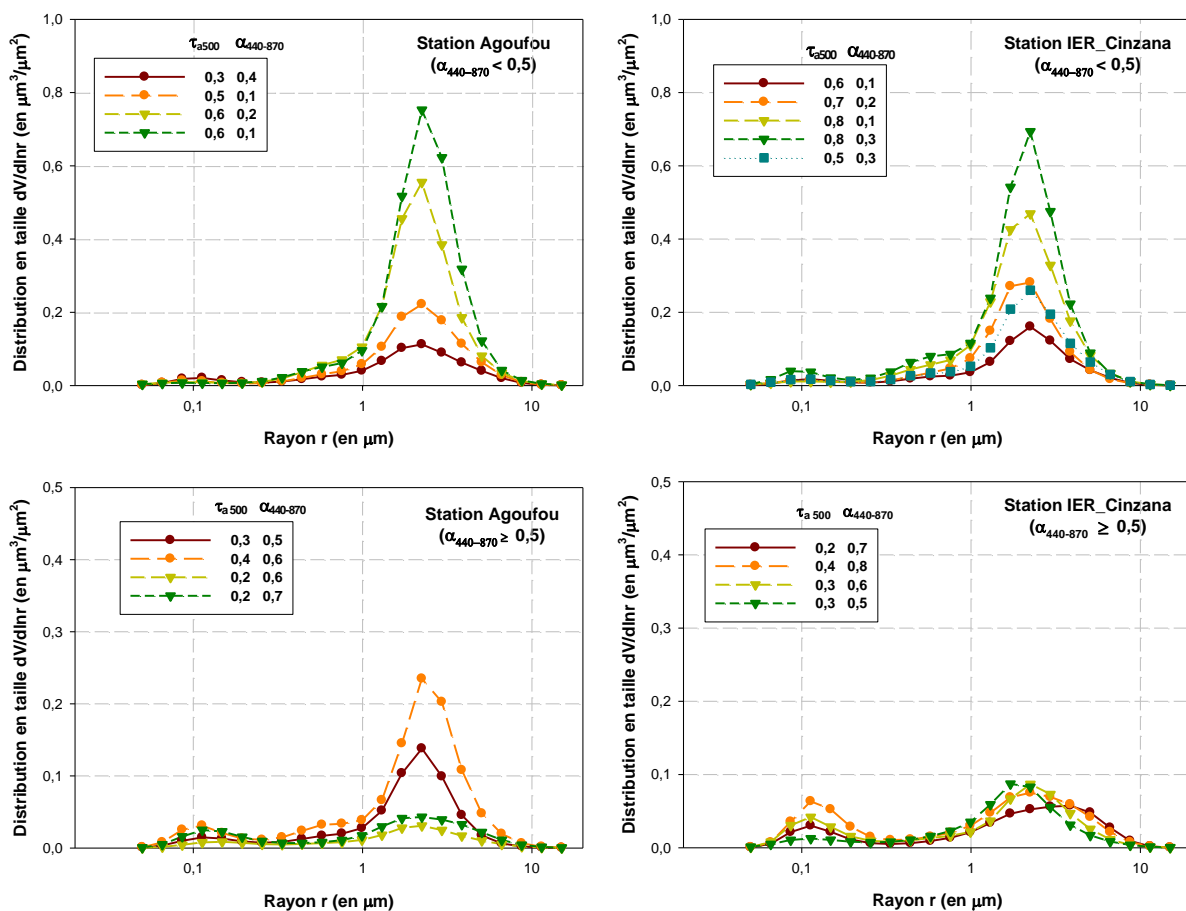 τa500 α440-870
0,3 0,4
0,5 0,1
0,6 0,2
0,6 0,1
Station Agoufou
(α440–870 < 0,5)
Distribution en taille dV/dlnr (en μm³/μm²)
1,0
0,8
0,6
0,4
0,2
0,0
0,1 1 10
Rayon r (en μm)
τa500 α440-870
0,6 0,1
0,7 0,2
0,8 0,1
0,8 0,3
0,5 0,3
Station IER_Cinzana
(α440–870 < 0,5)
Distribution en taille dV/dlnr (en μm³/μm²)
1,0
0,8
0,6
0,4
0,2
0,0
0,1 1 10
Rayon r (en μm)
τa 500 α440-870
0,3 0,5
0,4 0,6
0,2 0,6
0,2 0,7
Station Agoufou
(α440–870 ≥ 0,5)
Distribution en taille dV/dlnr (en μm³/μm²)
0,5
0,4
0,3
0,2
0,1
0,0
0,1 1 10
Rayon r (en μm)
τa 500 α440-870
0,2 0,7
0,4 0,8
0,3 0,6
0,3 0,5
Station IER_Cinzana
(α440-870 ≥ 0,5)
Distribution en taille dV/dlnr (en μm³/μm²)
0,5
0,4
0,3
0,2
0,1
0,0
0,1 1 10
Rayon r (en μm)